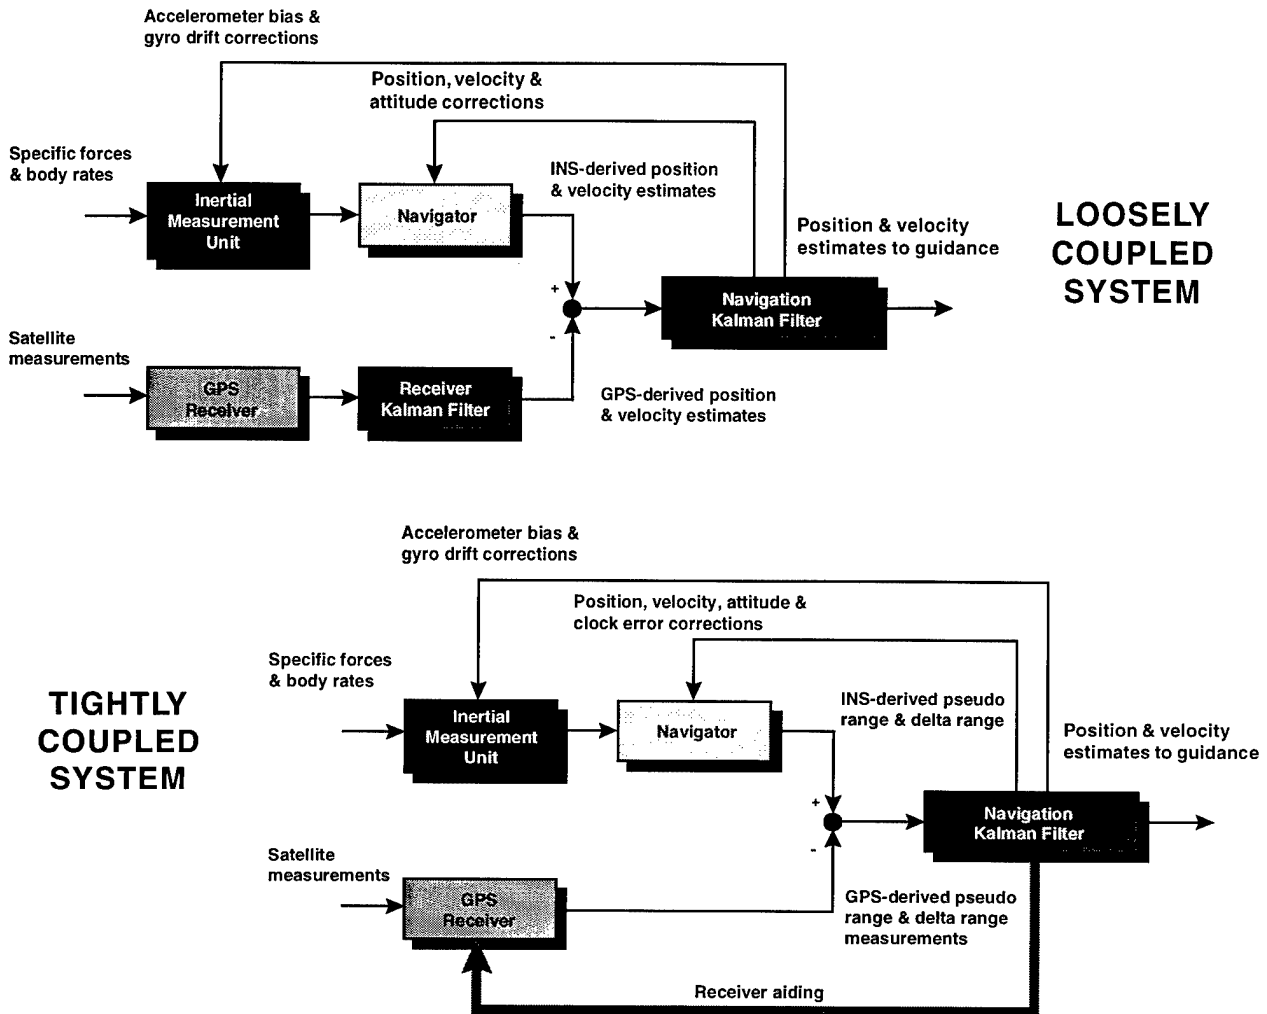 Accelerometer bias &
gyro drift corrections
Position, velocity &
attitude corrections
Specific forces
& body rates
INS-derived position
& velocity estimates
Inertial
Measurement
Unit
Navigator
Position & velocity
estimates to guidance
LOOSELY
COUPLED
SYSTEM
+
Navigation
Kalman Filter
-
Satellite
measurements
GPS
Receiver
Receiver
Kalman Filter
GPS-derived position
& velocity estimates
Accelerometer bias &
gyro drift corrections
Position, velocity, attitude &
clock error corrections
Specific forces
& body rates
TIGHTLY
COUPLED
SYSTEM
Inertial
Measurement
Unit
Navigator
INS-derived pseudo
range & delta range
Position & velocity
estimates to guidance
+
Navigation
Kalman Filter
-
Satellite
measurements
GPS
Receiver
GPS-derived pseudo
range & delta range
measurements
Receiver aiding